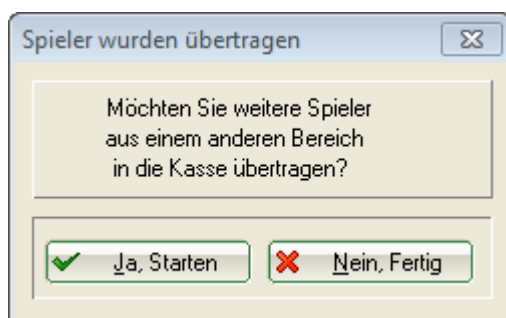 Spieler wurden übertragen
Möchten Sie weitere Spieler
aus einem anderen Bereich
in die Kasse übertragen?
Ja, Starten
Nein, Fertig